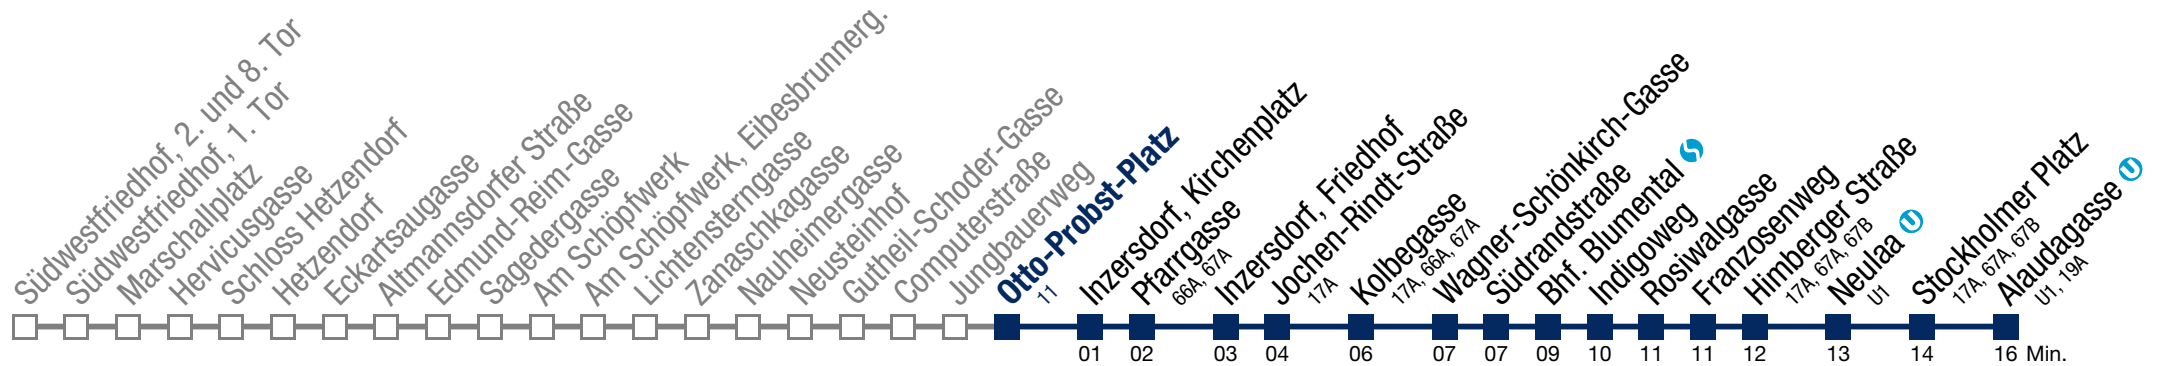 Südwestfriedhof, 2. und 8. Tor
Südwestfriedhof, 1. Tor
Marschallplatz
Hervicusgasse
Schloss Hetzendorf
Hetzendorf
Eckartsaugasse
Altmannsdorfer Straße
Edmund-Reim-Gasse
Sagedergasse
Am Schöpfwerk
Am Schöpfwerk, Eibesbrunnerg.
Lichtensterngasse
Zanaschkagasse
Nauheimergasse
Neusteinhof
Gutheil-Schoder-Gasse
Computerstraße
Jungbauerweg
Otto-Probst-Platz
11
Inzersdorf, Kirchenplatz
Pfarrgasse
66A, 67A
Inzersdorf, Friedhof
Jochen-Rindt-Straße
17A
Kolbegasse
17A, 66A, 67A
Wagner-Schönkirch-Gasse
Südrandstraße
Bhf. Blumental
Indigoweg
Rosiwalgasse
Franzosenweg
Himberger Straße
17A, 67A, 67B
Neulaa U
U1
Stockholmer Platz
17A, 67A, 67B
Alaudagasse U
U1, 19A
01 02 03 04 06 07 07 09 10 11 11 12 13 14 16 Min.